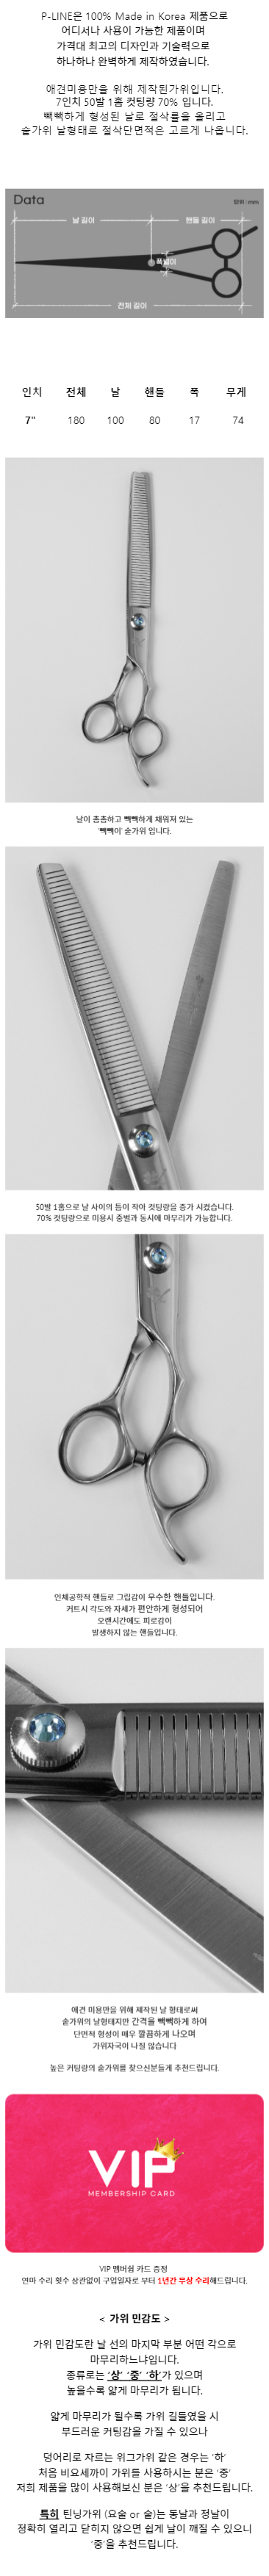 P-LINE은 100% Made in Korea 제품으로
어디서나 사용이 가능한 제품이며
가격대 최고의 디자인과 기술력으로
하나하나 완벽하게 제작하였습니다.
애견미용만을 위해 제작된가위입니다.
7인치 50발 1홈 컷팅량 70% 입니다.
빽빽하게 형성된 날로 절삭률을 올리고
숱가위 날형태로 절삭단면적은 고르게 나옵니다.
Data
단위 : mm
날 길이
핸들 길이
폭넓이
전체 길이
인치 전체 날 핸들 폭 무게
7" 180 100 80 17 74
날이 촘촘하고 빽빽하게 채워져 있는
'빽빽이' 숱가위 입니다.
50발 1홈으로 날 사이의 틈이 작아 컷팅량을 증가 시켰습니다.
70% 컷팅량으로 미용시 중벌과 동시에 마무리가 가능합니다.
인체공학적 핸들로 그립감이 우수한 핸들입니다.
커트시 각도와 자세가 편안하게 형성되어
오랜시간에도 피로감이
발생하지 않는 핸들입니다.
애견 미용만을 위해 제작된 날 형태로써
숱가위의 날형태지만 간격을 빽빽하게 하여
단면적 형성이 매우 깔끔하게 나오며
가위자국이 나질 않습니다
높은 커팅량의 숱가위를 찾으신분들게 추천드립니다.
VIP
MEMBERSHIP CARD
VIP 멤버쉽 카드 증정
연마 수리 횟수 상관없이 구입일자로 부터 1년간 무상 수리해드립니다.
< 가위 민감도 >
가위 민감도란 날 선의 마지막 부분 어떤 각으로
마무리하느냐입니다.
종류로는 '상' '중' '하'가 있으며
높을수록 얇게 마무리가 됩니다.
얇게 마무리가 될수록 가위 길들였을 시
부드러운 커팅감을 가질 수 있으나
덩어리로 자르는 위그가위 같은 경우는 '하'
처음 비요세까이 가위를 사용하시는 분은 '중'
저희 제품을 많이 사용해보신 분은 '상'을 추천드립니다.
특히 틴닝가위 (요술 or 숱)는 동날과 정날이
정확히 열리고 닫히지 않으면 쉽게 날이 깨질 수 있으니
'중'을 추천드립니다.